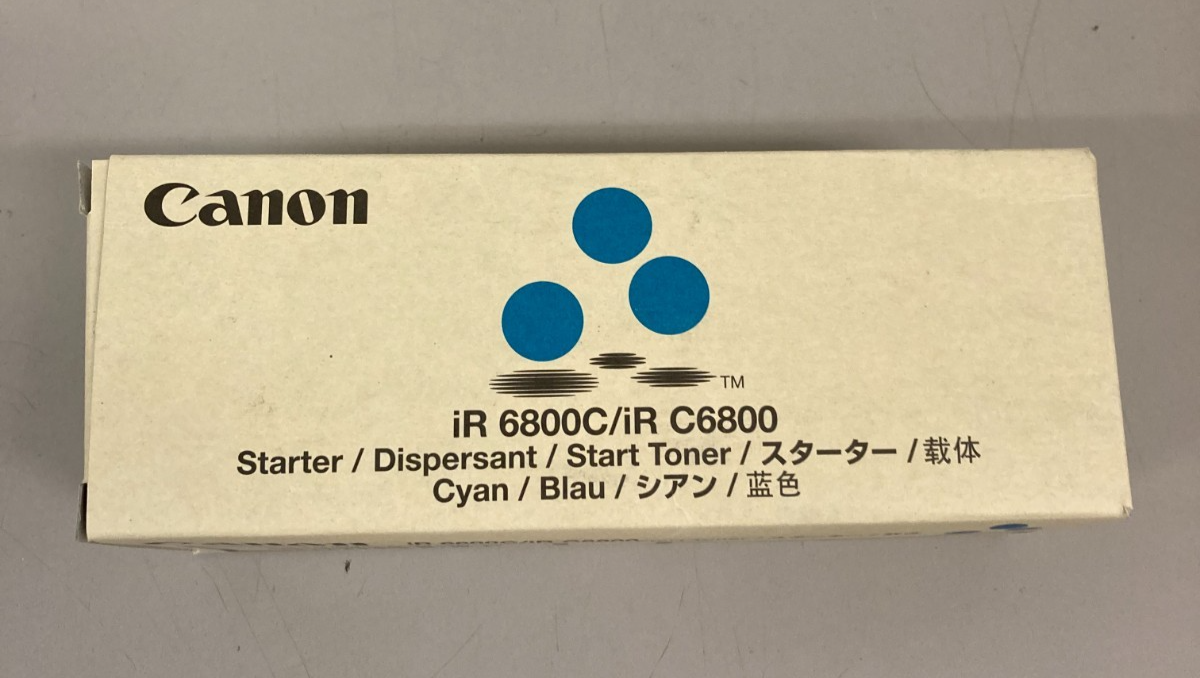 Canon
TM
iR 6800C/iR C6800
Starter / Dispersant / Start Toner / スターター / 载体
Cyan / Blau / シアン / 蓝色